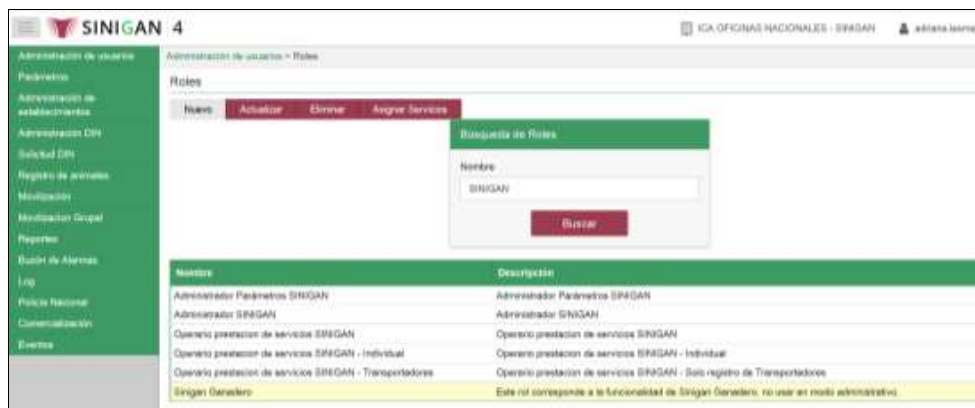 SINIGAN 4
ICA OFICINAS NACIONALES - SINIGAN
Administración de usuarios
Parámetros
Administración de establecimientos
Administración DIN
Solicitud DIN
Registro de animales
Movilización
Movilizacion Grupal
Reportes
Buzón de Alarmas
Log
Policía Nacional
Comercialización
Eventos
Administración de usuarios > Roles
Roles
Nuevo Actualizar Eliminar Asignar Servicios
Búsqueda de Roles
Nombre
SINIGAN
Buscar
Nombre Descripción
Administrador Parámetros SINIGAN Administrador Parámetros SINIGAN
Administrador SINIGAN Administrador SINIGAN
Operario prestacion de servicios SINIGAN Operario prestacion de servicios SINIGAN
Operario prestacion de servicios SINIGAN - Individual Operario prestacion de servicios SINIGAN - Individual
Operario prestacion de servicios SINIGAN - Transportadores Operario prestacion de servicios SINIGAN - Solo registro de Transportadores
Sinigan Ganadero Este rol corresponde a la funcionalidad de Sinigan Ganadero, no usar en modo administrativo.